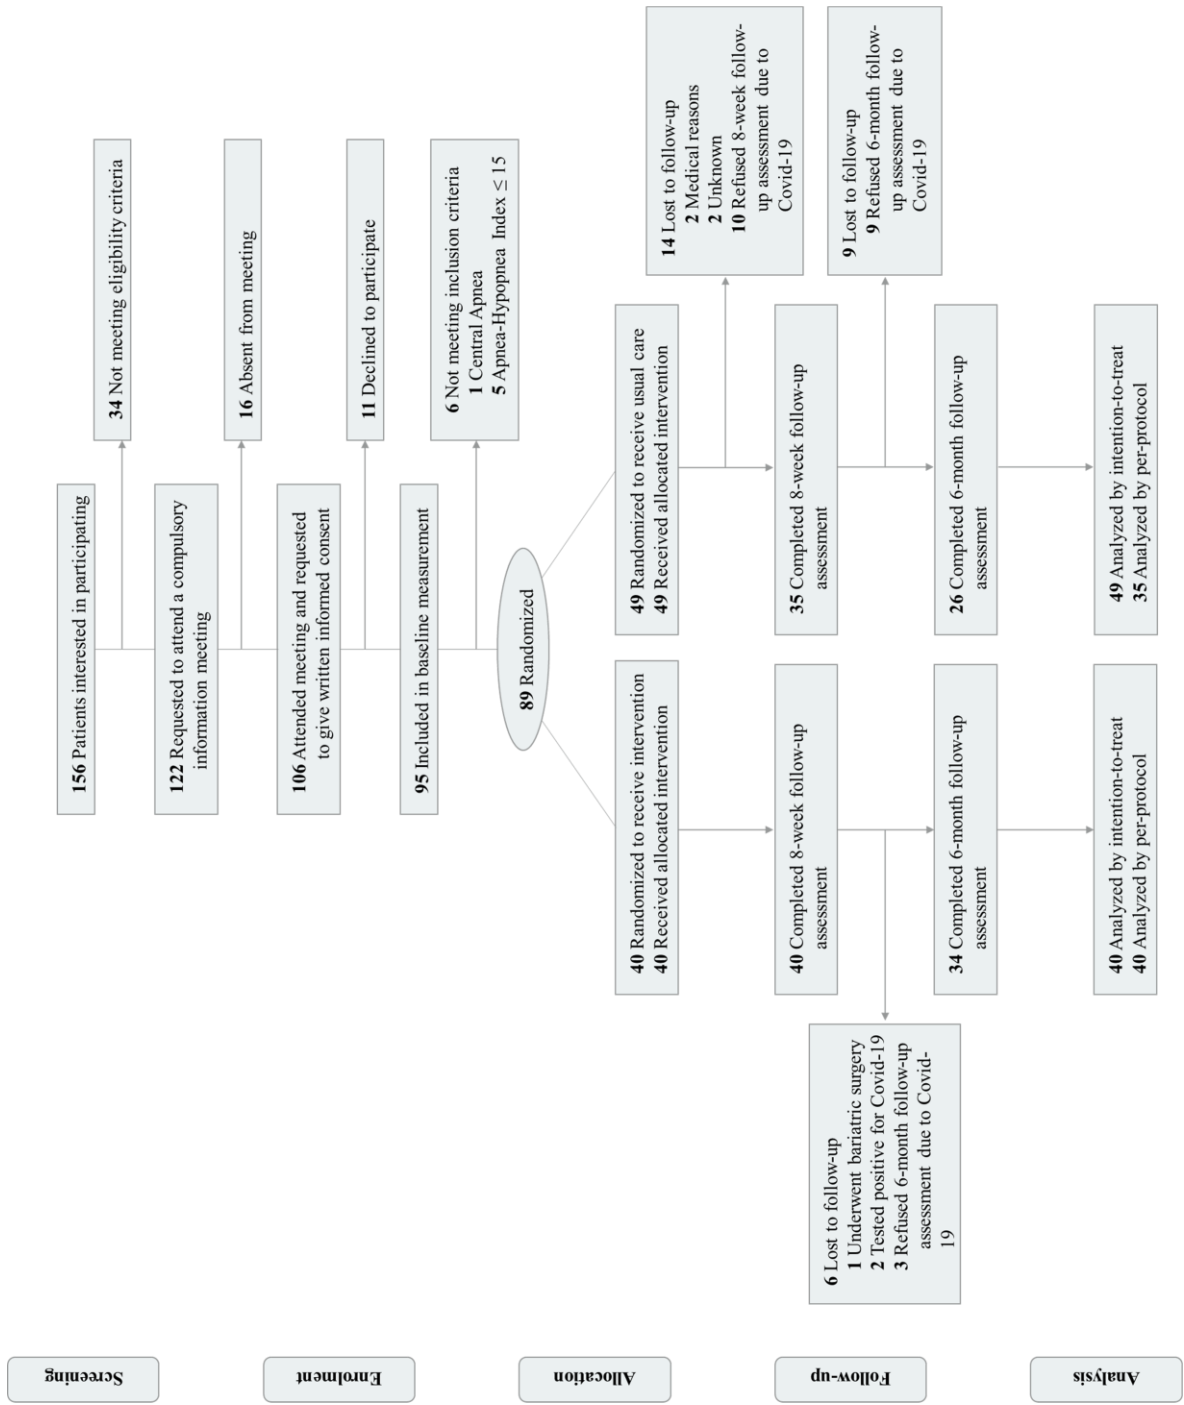 Screening
156 Patients interested in participating
34 Not meeting eligibility criteria
122 Requested to attend a compulsory
information meeting
16 Absent from meeting
Enrolment
106 Attended meeting and requested
to give written informed consent
11 Declined to participate
95 Included in baseline measurement
6 Not meeting inclusion criteria
1 Central Apnea
5 Apnea-Hypopnea Index ≤ 15
89 Randomized
Allocation
40 Randomized to receive intervention
40 Received allocated intervention
49 Randomized to receive usual care
49 Received allocated intervention
14 Lost to follow-up
2 Medical reasons
2 Unknown
10 Refused 8-week follow-
up assessment due to
Covid-19
Follow-up
40 Completed 8-week follow-up
assessment
35 Completed 8-week follow-up
assessment
6 Lost to follow-up
1 Underwent bariatric surgery
2 Tested positive for Covid-19
3 Refused 6-month follow-up
assessment due to Covid-
19
9 Lost to follow-up
9 Refused 6-month follow-
up assessment due to
Covid-19
34 Completed 6-month follow-up
assessment
26 Completed 6-month follow-up
assessment
Analysis
40 Analyzed by intention-to-treat
40 Analyzed by per-protocol
49 Analyzed by intention-to-treat
35 Analyzed by per-protocol